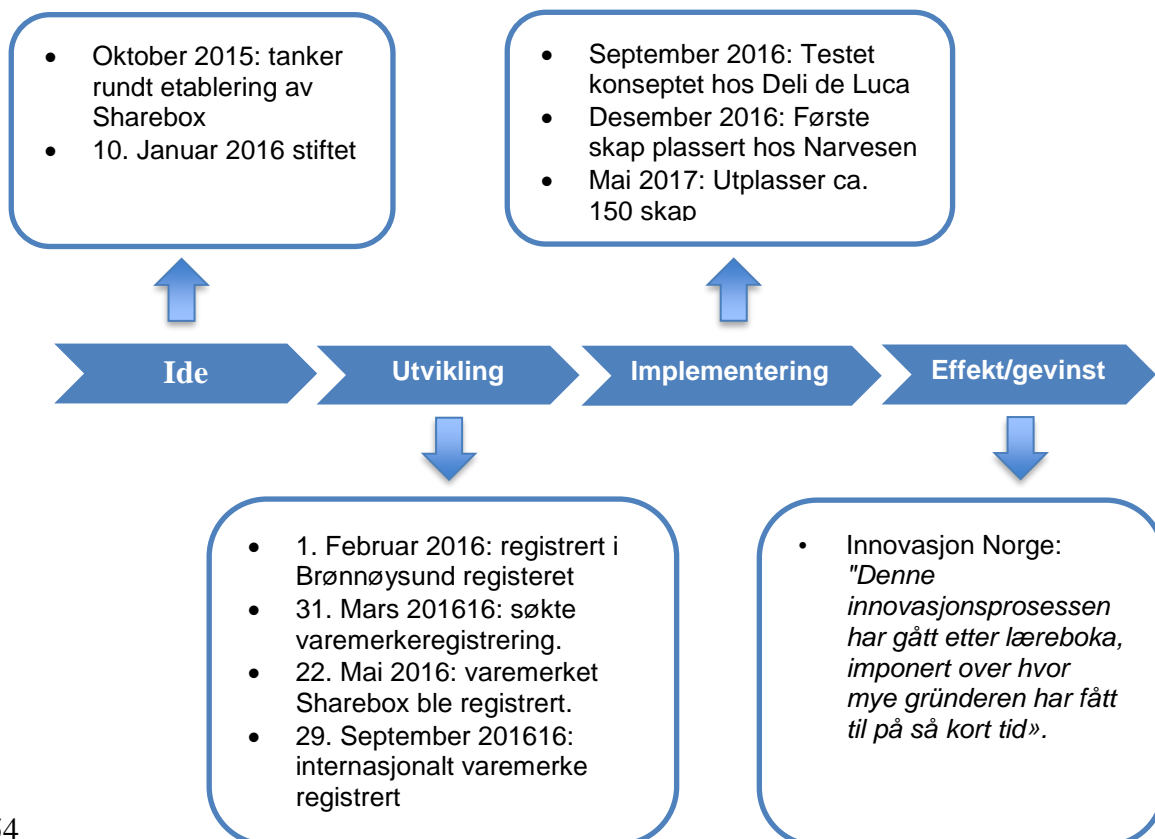 • Oktober 2015: tanker
rundt etablering av
Sharebox
• 10. Januar 2016 stiftet
• September 2016: Testet
konseptet hos Deli de Luca
• Desember 2016: Første
skap plassert hos Narvesen
• Mai 2017: Utplasser ca.
150 skap
Ide
Utvikling
Implementering
Effekt/gevinst
• 1. Februar 2016: registrert i
Brønnøysund registeret
• 31. Mars 201616: søkte
varemerkeregistrering.
• 22. Mai 2016: varemerket
Sharebox ble registrert.
• 29. September 201616:
internasjonalt varemerke
registrert
• Innovasjon Norge:
"Denne
innovasjonsprosessen
har gått etter læreboka,
imponert over hvor
mye gründeren har fått
til på så kort tid».